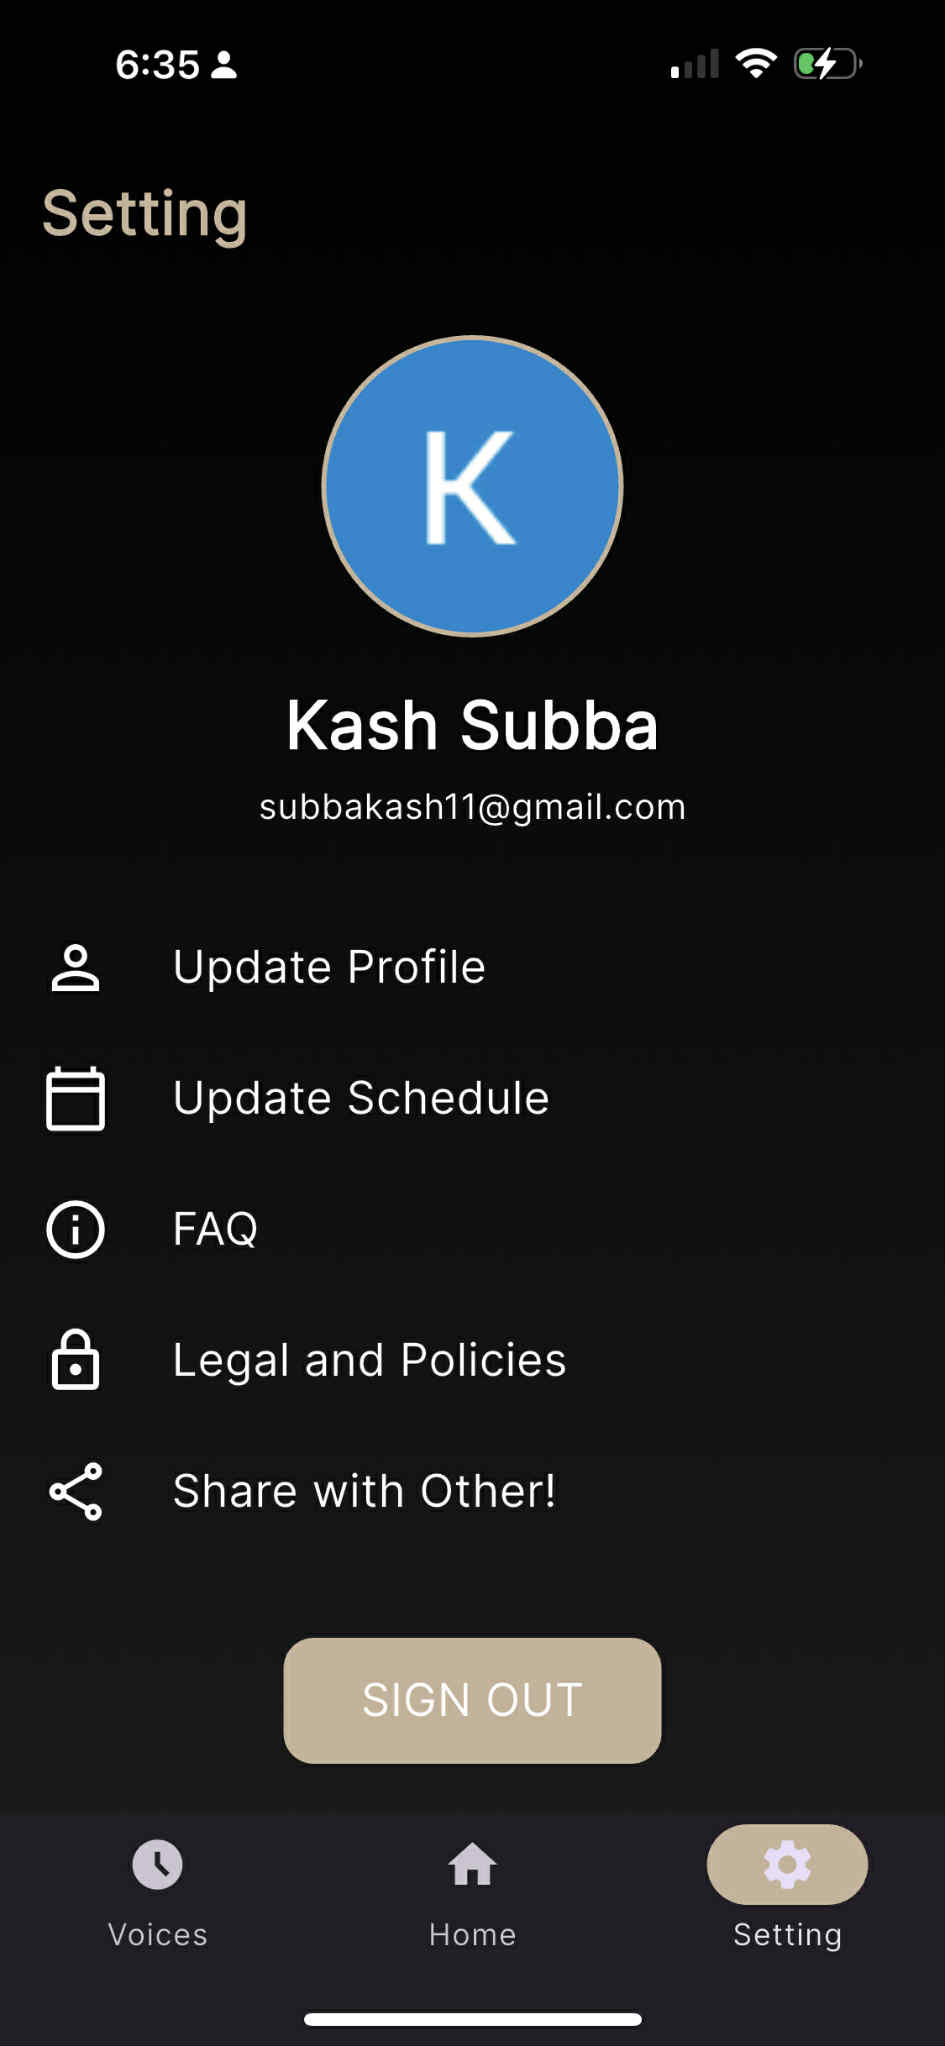 6:35
Setting
K
Kash Subba
subbakash11@gmail.com
Update Profile
Update Schedule
FAQ
Legal and Policies
Share with Other!
SIGN OUT
Voices
Home
Setting